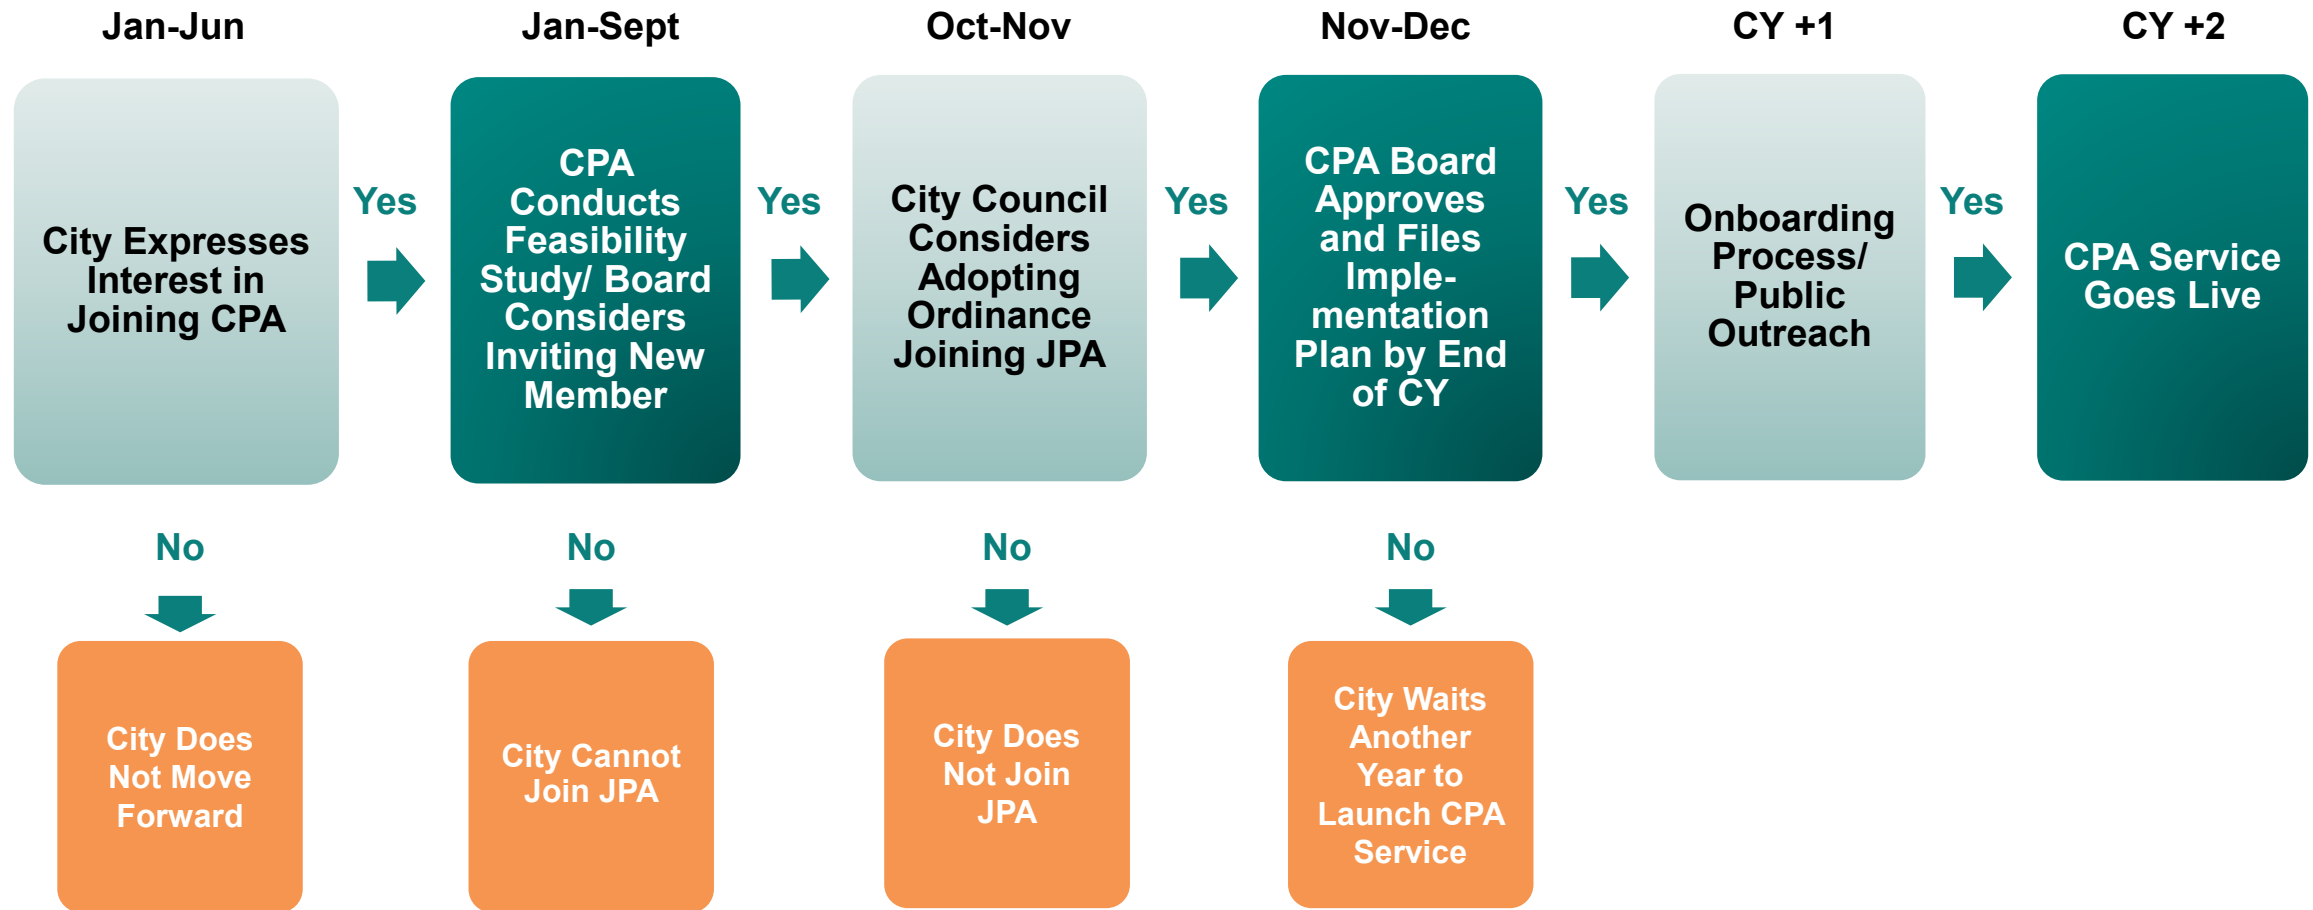 Jan-Jun
Jan-Sept
Oct-Nov
Nov-Dec
CY +1
CY +2
City Expresses
Interest in
Joining CPA
Yes
CPA
Conducts
Feasibility
Study/ Board
Considers
Inviting New
Member
Yes
City Council
Considers
Adopting
Ordinance
Joining JPA
Yes
CPA Board
Approves
and Files
Imple-
mentation
Plan by End
of CY
Yes
Onboarding
Process/
Public
Outreach
Yes
CPA Service
Goes Live
No
No
No
No
City Does
Not Move
Forward
City Cannot
Join JPA
City Does
Not Join
JPA
City Waits
Another
Year to
Launch CPA
Service